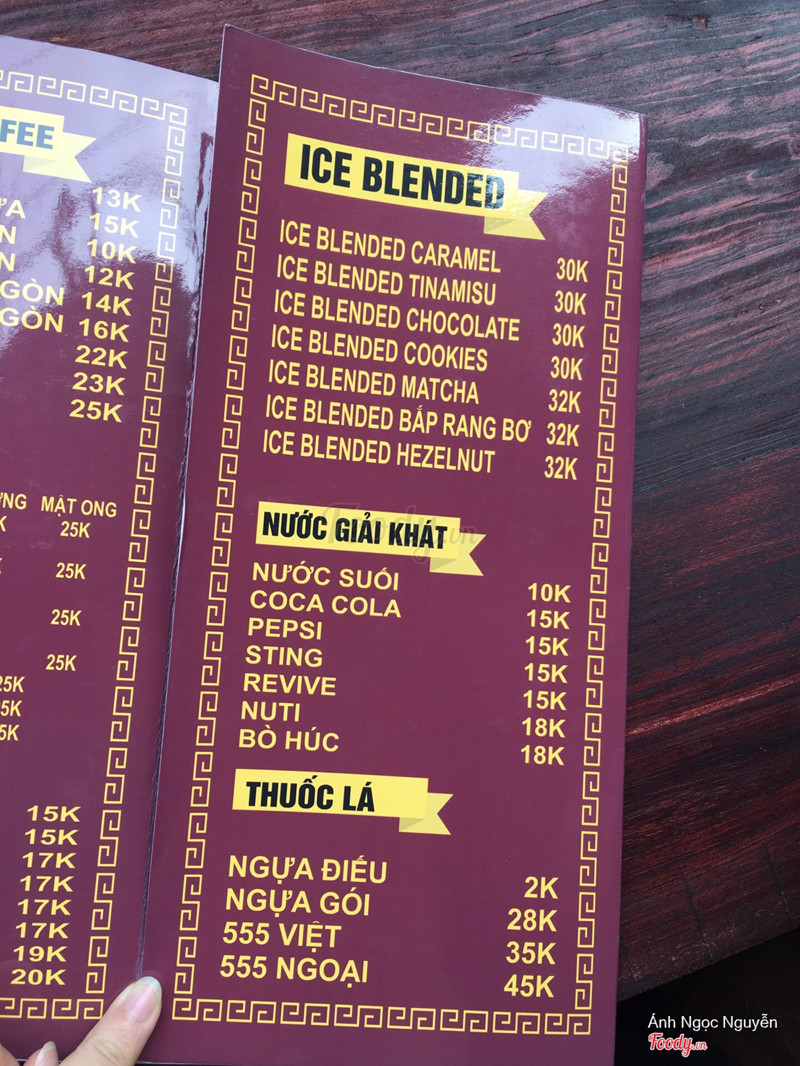 FEE
13K
15K
N 10K
N 12K
GÒN 14K
GÒN 16K
22K
23K
25K
MẬT ONG
25K
25K
25K
25K
15K
15K
17K
17K
17K
17K
19K
20K
ICE BLENDED
ICE BLENDED CARAMEL 30K
ICE BLENDED TINAMISU 30K
ICE BLENDED CHOCOLATE 30K
ICE BLENDED COOKIES 30K
ICE BLENDED MATCHA 32K
ICE BLENDED BẮP RANG BƠ 32K
ICE BLENDED HEZELNUT 32K
NƯỚC GIẢI KHÁT
NƯỚC SUỐI 10K
COCA COLA 15K
PEPSI 15K
STING 15K
REVIVE 15K
NUTI 18K
BÒ HÚC 18K
THUỐC LÁ
NGỰA ĐIẾU 2K
NGỰA GÓI 28K
555 VIỆT 35K
555 NGOẠI 45K
Foody.vn
Ánh Ngọc Nguyễn
Foody.vn